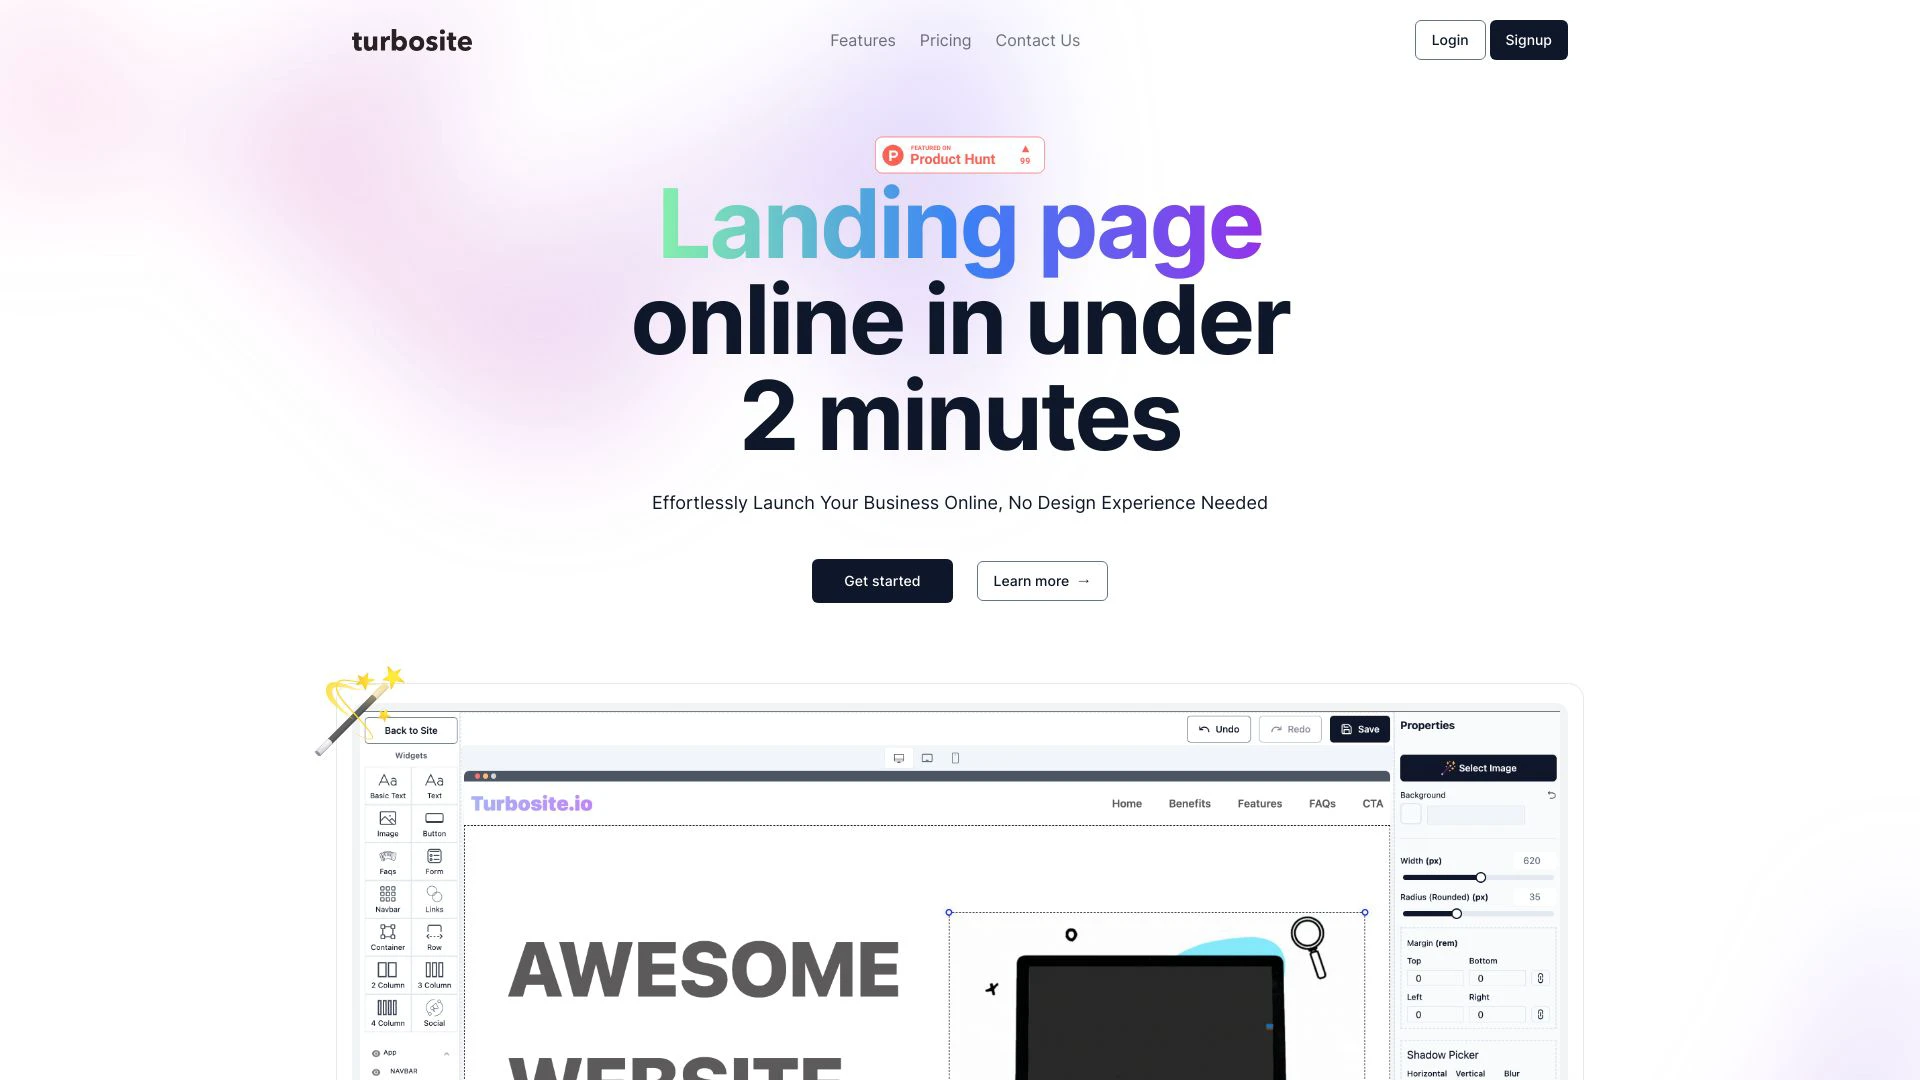 turbosite
Features Pricing Contact Us
Login Signup
FEATURED ON
Product Hunt
99
Landing page
online in under
2 minutes
Effortlessly Launch Your Business Online, No Design Experience Needed
Get started Learn more →
Back to Site
Undo Redo Save
Properties
Widgets
Select Image
Aa Aa
Basic Text Text
Background
Turbosite.io
Home Benefits Features FAQs CTA
Image Button
Width (px) 620
Faqs Form
Radius (Rounded) (px) 35
Navbar Links
Container Row
Margin (rem)
Top Bottom
0 0
2 Column 3 Column
Left Right
0 0
4 Column Social
AWESOME
WEBSITE
App
NAVBAR
Shadow Picker
Horizontal Vertical Blur